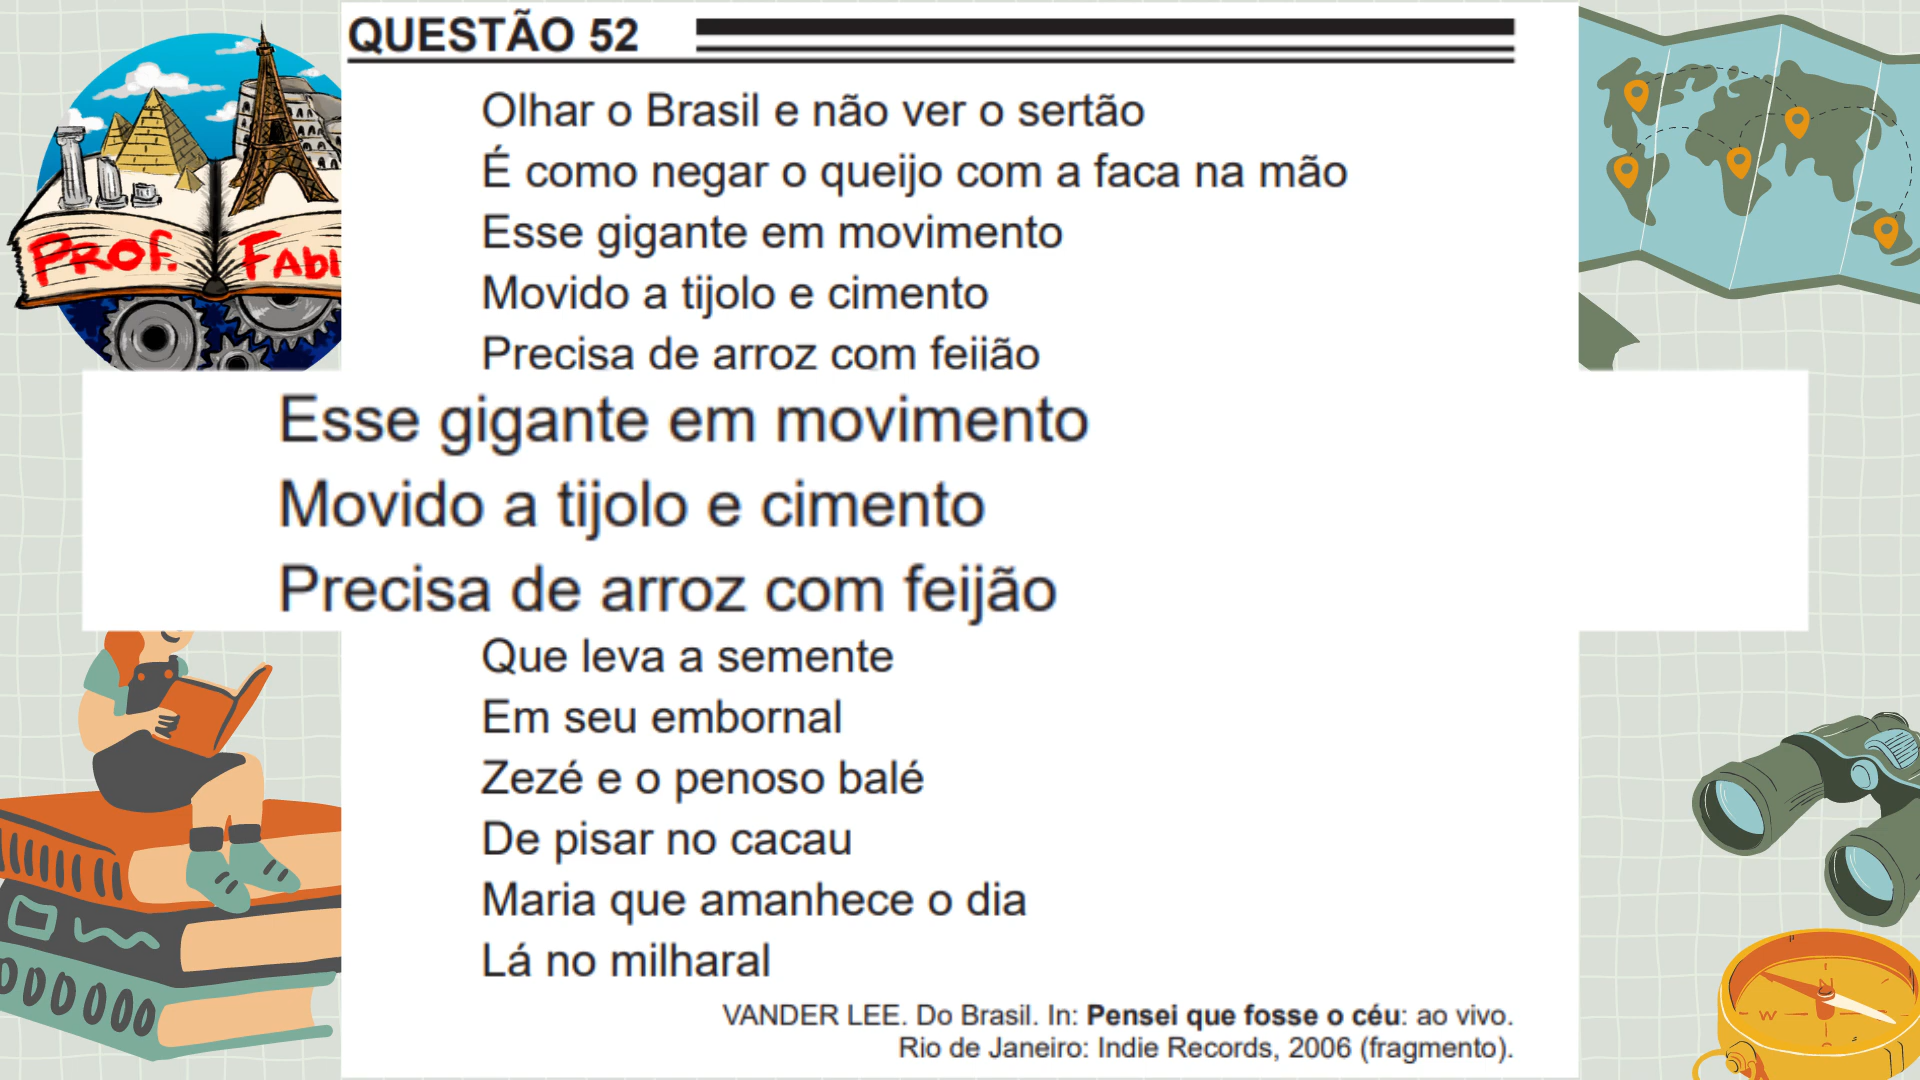 QUESTÃO 52
PROF. FABI
Olhar o Brasil e não ver o sertão
É como negar o queijo com a faca na mão
Esse gigante em movimento
Movido a tijolo e cimento
Precisa de arroz com feijão
Esse gigante em movimento
Movido a tijolo e cimento
Precisa de arroz com feijão
Que leva a semente
Em seu embornal
Zezé e o penoso balé
De pisar no cacau
Maria que amanhece o dia
Lá no milharal
VANDER LEE. Do Brasil. In: Pensei que fosse o céu: ao vivo.
Rio de Janeiro: Indie Records, 2006 (fragmento).
N
W